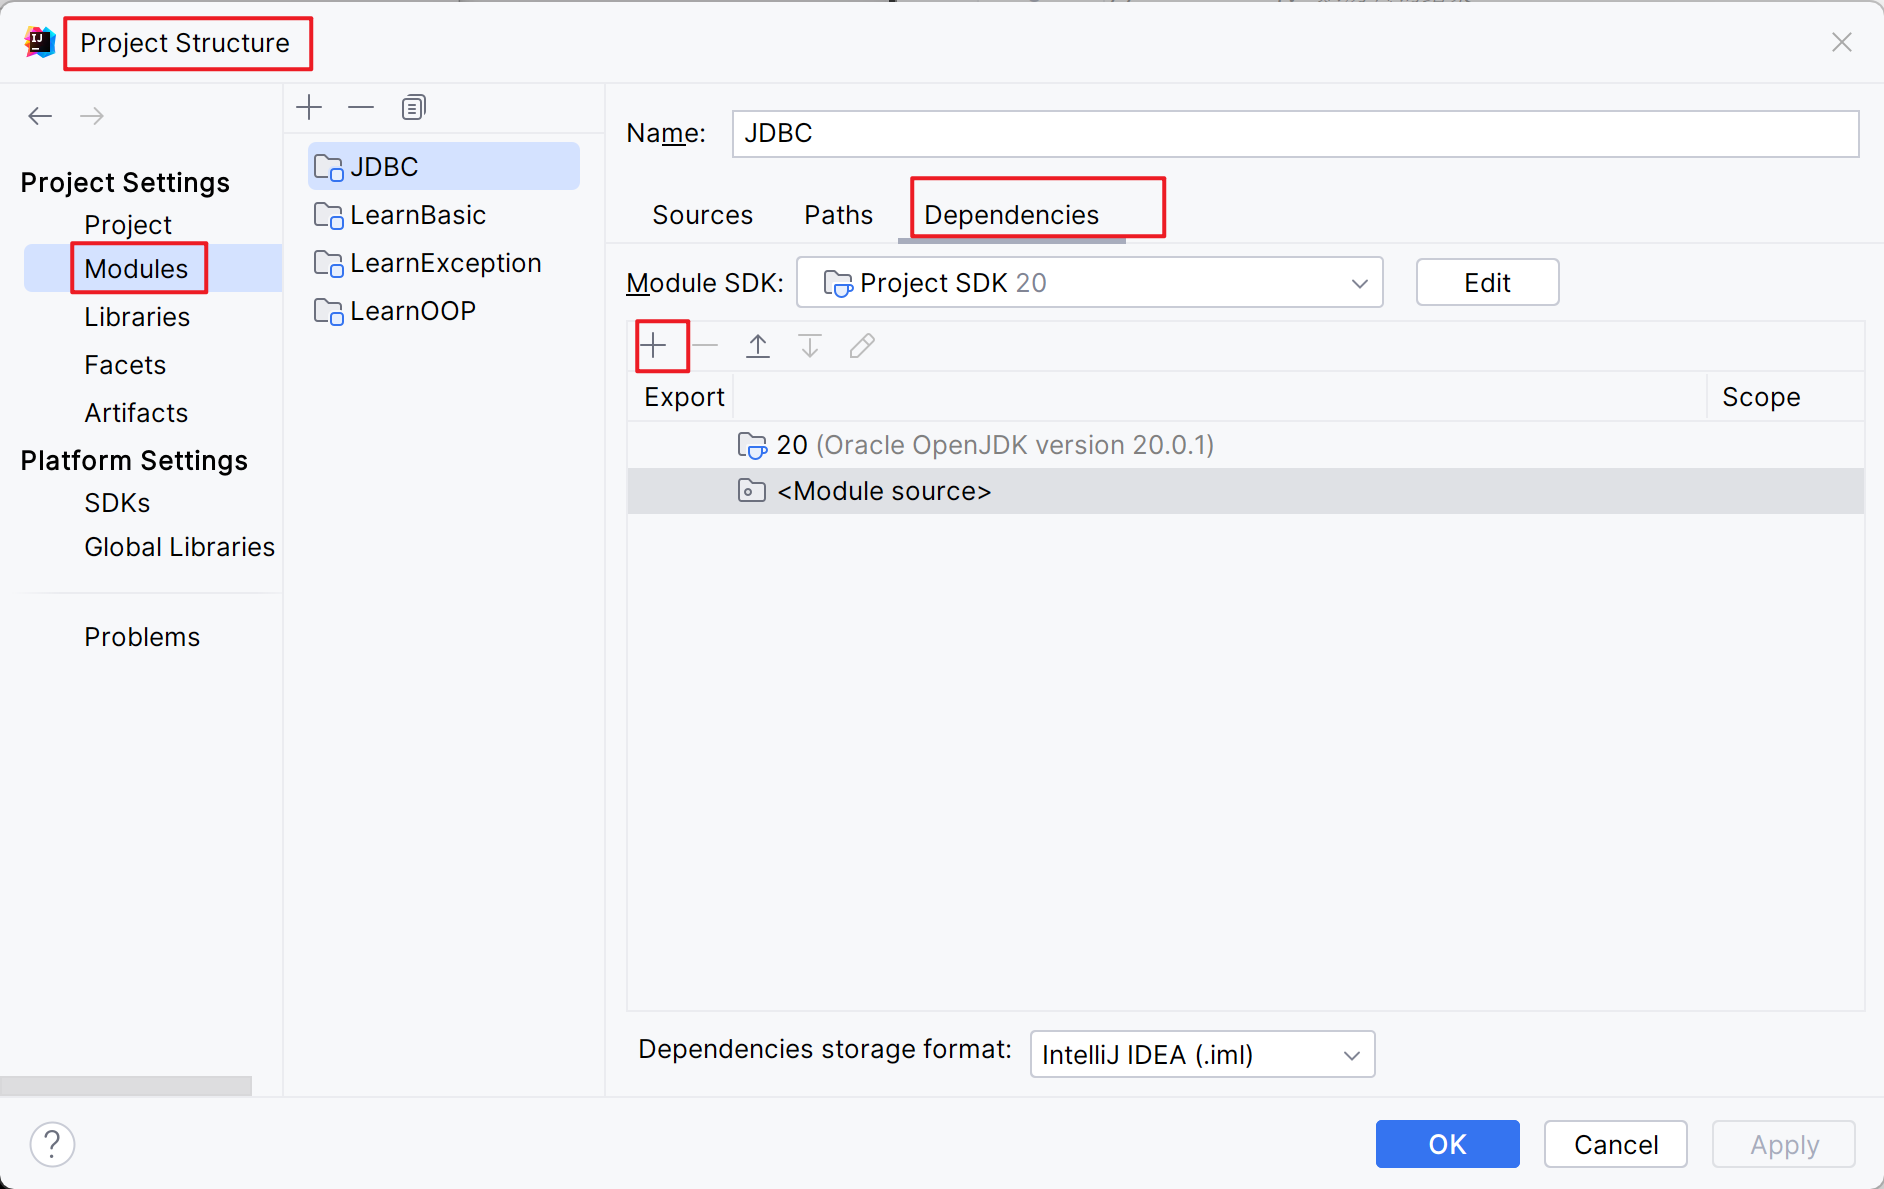 Project Structure
Project Settings
Project
Modules
Libraries
Facets
Artifacts
Platform Settings
SDKs
Global Libraries
Problems
JDBC
LearnBasic
LearnException
LearnOOP
Name: JDBC
Sources Paths Dependencies
Module SDK: Project SDK 20 Edit
Export Scope
20 (Oracle OpenJDK version 20.0.1)
<Module source>
Dependencies storage format: IntelliJ IDEA (.iml)
? OK Cancel Apply